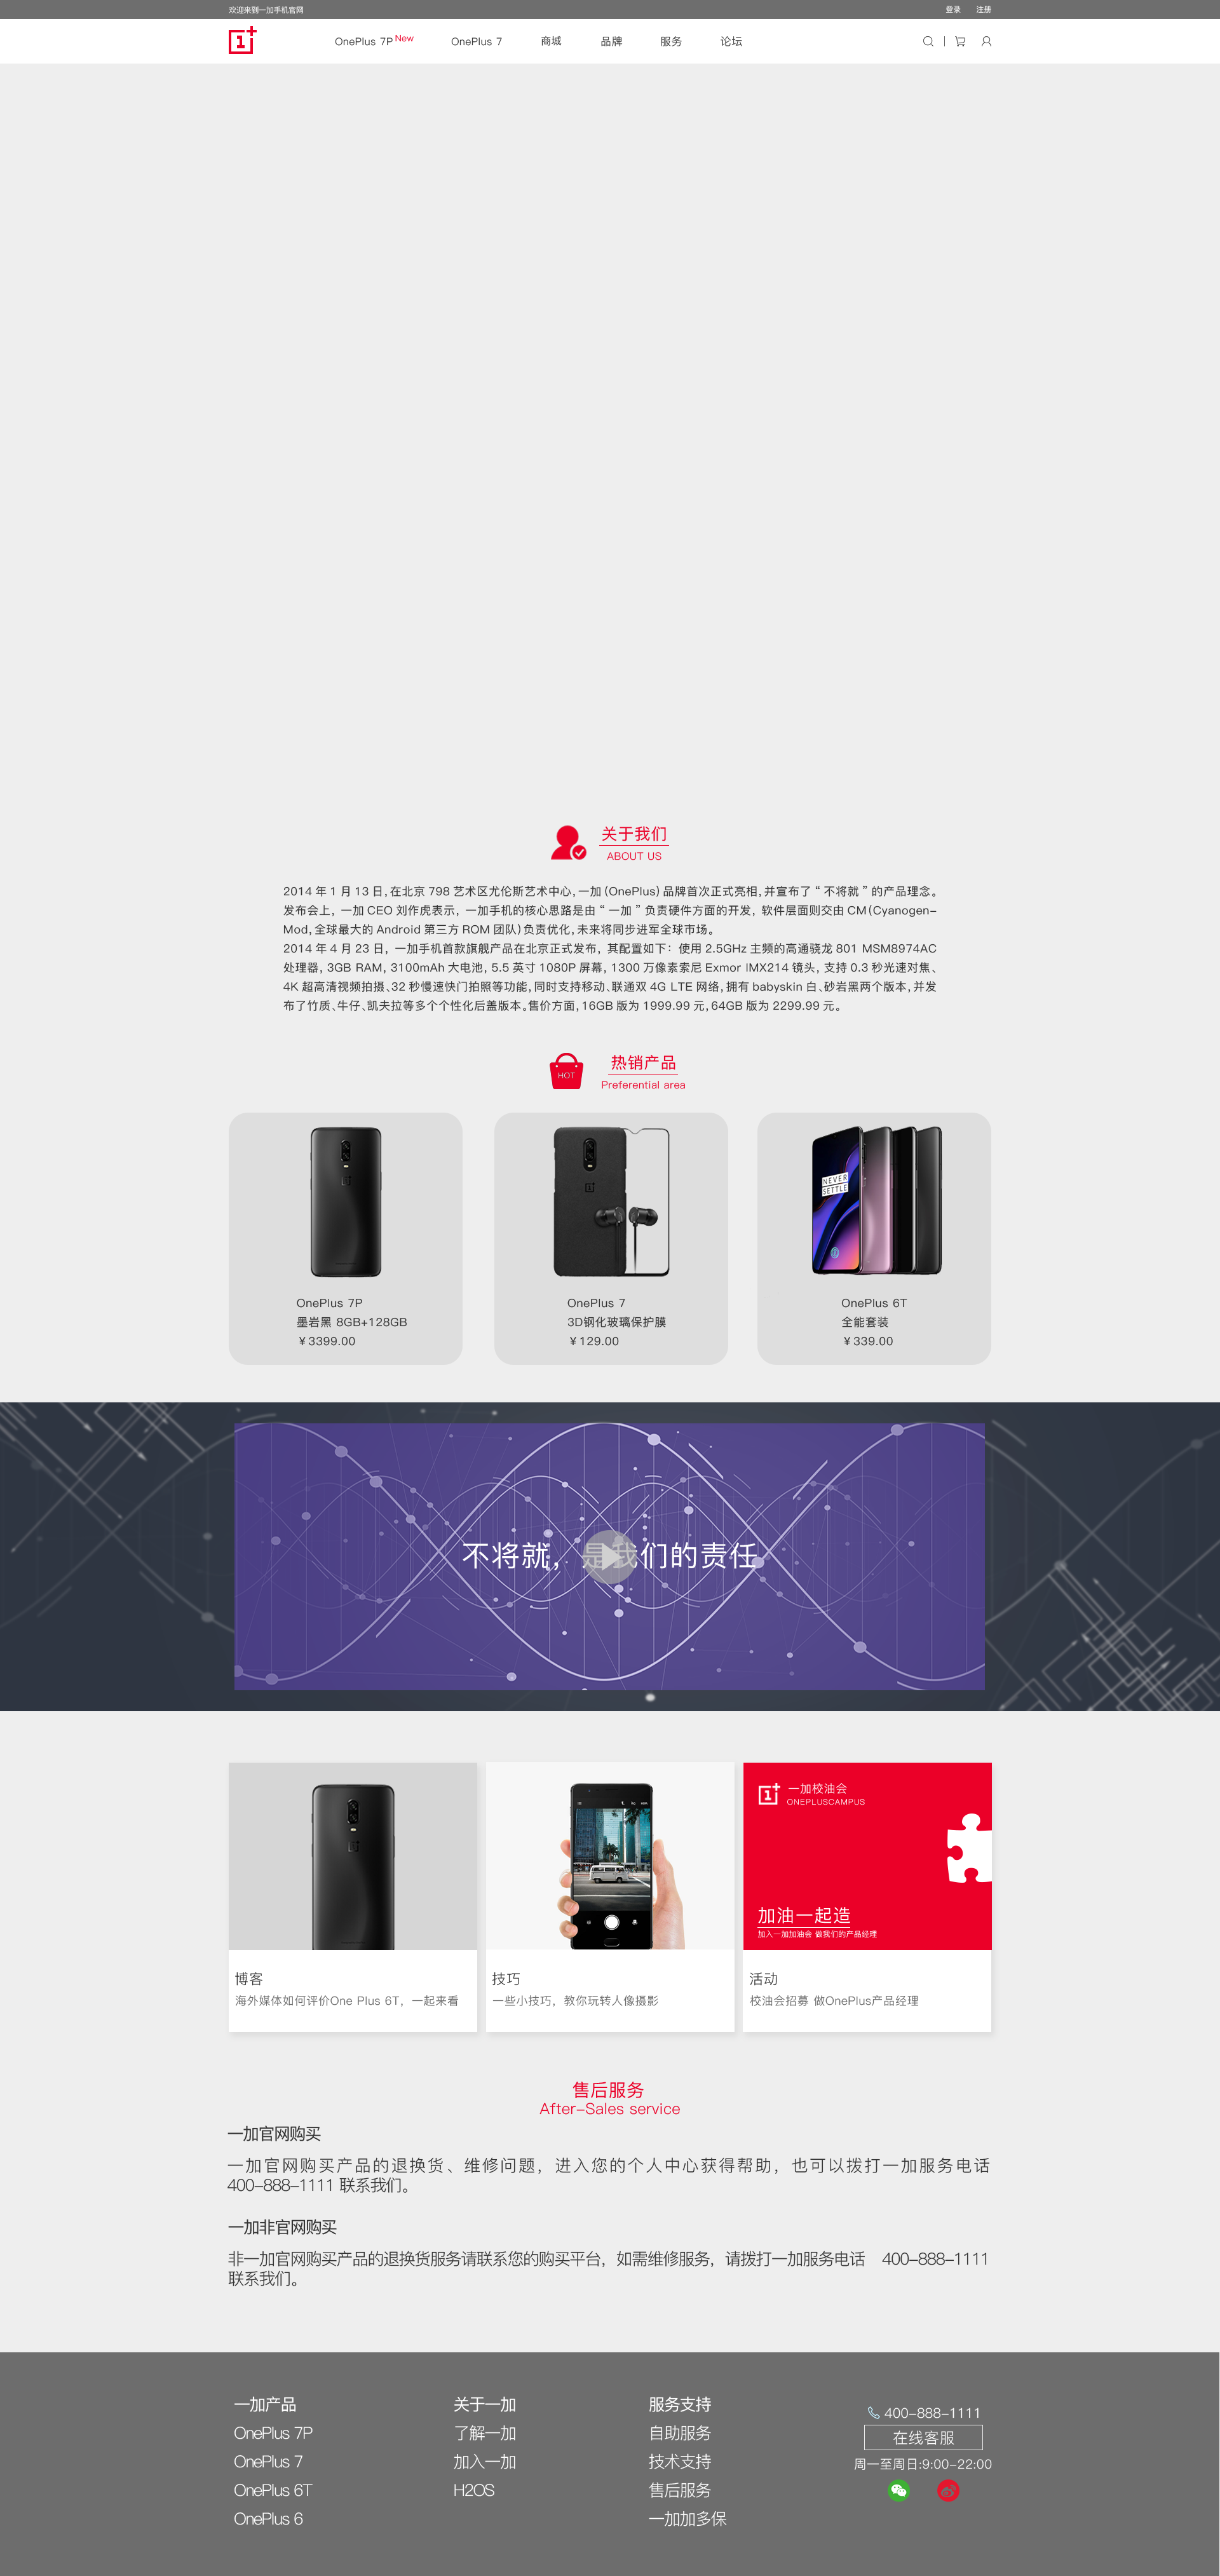 欢迎来到一加手机官网
登录 注册
OnePlus 7P New OnePlus 7 商城 品牌 服务 论坛
关于我们
ABOUT US
2014 年 1 月 13 日，在北京 798 艺术区尤伦斯艺术中心，一加（OnePlus）品牌首次正式亮相，并宣布了“ 不将就 ”的产品理念。
发布会上，一加 CEO 刘作虎表示，一加手机的核心思路是由“ 一加 ”负责硬件方面的开发，软件层面则交由 CM（Cyanogen-
Mod，全球最大的 Android 第三方 ROM 团队）负责优化，未来将同步进军全球市场。
2014 年 4 月 23 日，一加手机首款旗舰产品在北京正式发布，其配置如下：使用 2.5GHz 主频的高通骁龙 801 MSM8974AC
处理器，3GB RAM，3100mAh 大电池，5.5 英寸 1080P 屏幕，1300 万像素索尼 Exmor IMX214 镜头，支持 0.3 秒光速对焦、
4K 超高清视频拍摄、32 秒慢速快门拍照等功能，同时支持移动、联通双 4G LTE 网络，拥有 babyskin 白、砂岩黑两个版本，并发
布了竹质、牛仔、凯夫拉等多个个性化后盖版本。售价方面，16GB 版为 1999.99 元，64GB 版为 2299.99 元。
HOT
热销产品
Preferential area
NEVER
SETTLE
OnePlus 7P
墨岩黑 8GB+128GB
￥3399.00
OnePlus 7
3D钢化玻璃保护膜
￥129.00
OnePlus 6T
全能套装
￥339.00
不将就，是我们的责任
一加校油会
ONEPLUSCAMPUS
加油一起造
加入一加加油会 做我们的产品经理
博客
海外媒体如何评价One Plus 6T，一起来看
技巧
一些小技巧，教你玩转人像摄影
活动
校油会招募 做OnePlus产品经理
售后服务
After-Sales service
一加官网购买
一加官网购买产品的退换货、维修问题，进入您的个人中心获得帮助，也可以拨打一加服务电话
400-888-1111 联系我们。
一加非官网购买
非一加官网购买产品的退换货服务请联系您的购买平台，如需维修服务，请拨打一加服务电话 400-888-1111
联系我们。
一加产品
OnePlus 7P
OnePlus 7
OnePlus 6T
OnePlus 6
关于一加
了解一加
加入一加
H2OS
服务支持
自助服务
技术支持
售后服务
一加加多保
400-888-1111
在线客服
周一至周日:9:00-22:00